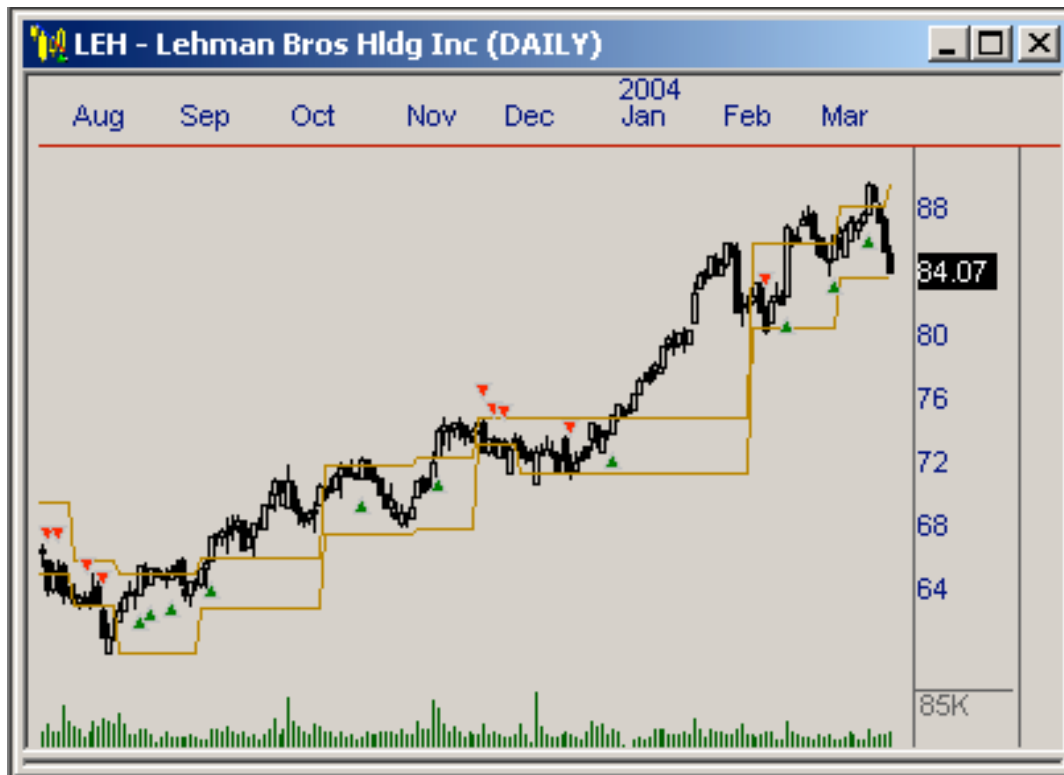 LEH - Lehman Bros Hldg Inc (DAILY)
2004
Aug Sep Oct Nov Dec Jan Feb Mar
88
84.07
80
76
72
68
64
85K